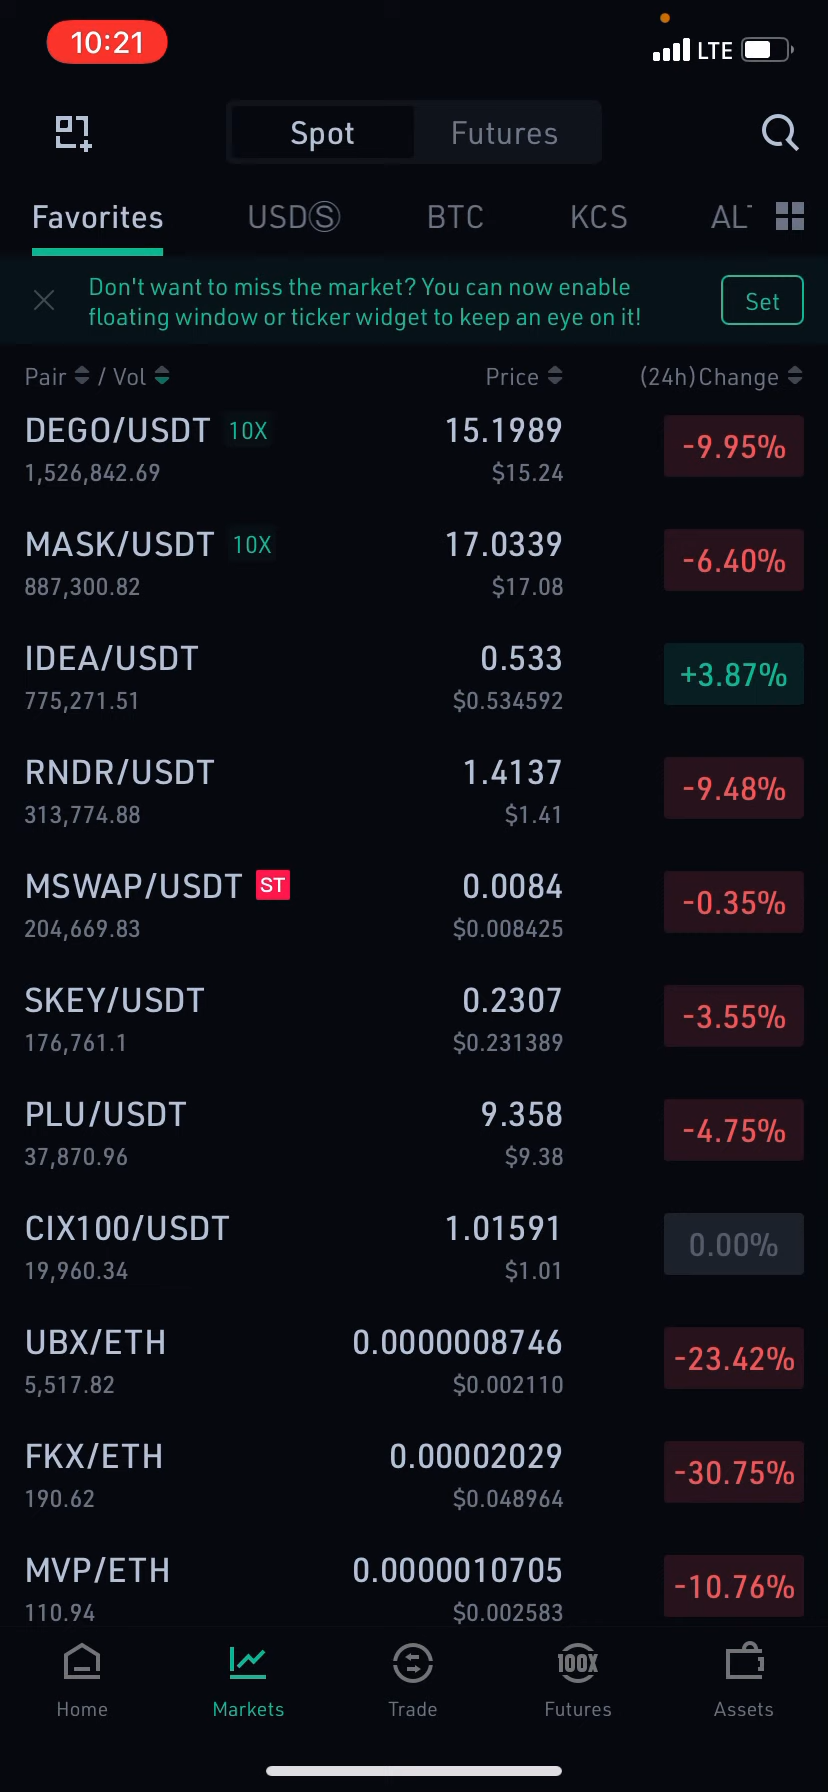 10:21
LTE
Spot
Futures
Favorites
USDⓈ
BTC
KCS
Don't want to miss the market? You can now enable
floating window or ticker widget to keep an eye on it!
Set
Pair / Vol
Price
(24h)Change
DEGO/USDT 10X
15.1989
-9.95%
1,526,842.69
$15.24
MASK/USDT 10X
17.0339
-6.40%
887,300.82
$17.08
IDEA/USDT
0.533
+3.87%
775,271.51
$0.534592
RNDR/USDT
1.4137
-9.48%
313,774.88
$1.41
MSWAP/USDT ST
0.0084
-0.35%
204,669.83
$0.008425
SKEY/USDT
0.2307
-3.55%
176,761.1
$0.231389
PLU/USDT
9.358
-4.75%
37,870.96
$9.38
CIX100/USDT
1.01591
0.00%
19,960.34
$1.01
UBX/ETH
0.0000008746
-23.42%
5,517.82
$0.002110
FKX/ETH
0.00002029
-30.75%
190.62
$0.048964
MVP/ETH
0.0000010705
-10.76%
110.94
$0.002583
100X
Home
Markets
Trade
Futures
Assets